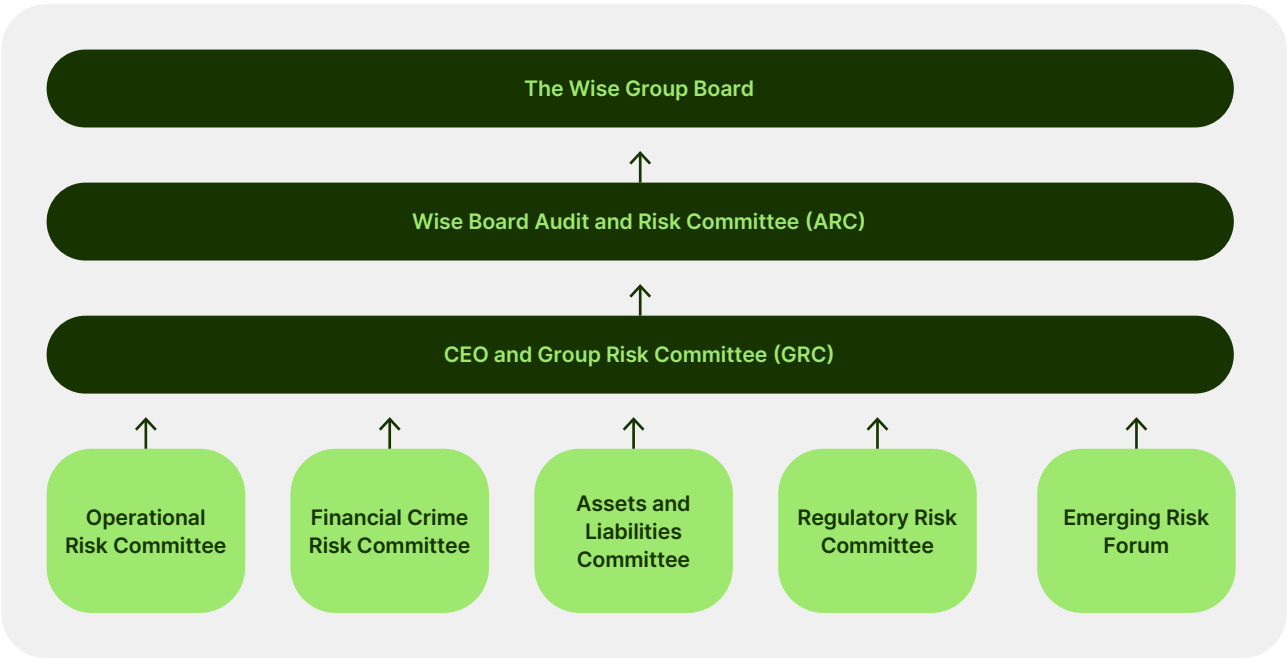 The Wise Group Board
Wise Board Audit and Risk Committee (ARC)
CEO and Group Risk Committee (GRC)
Operational
Risk Committee
Financial Crime
Risk Committee
Assets and
Liabilities
Committee
Regulatory Risk
Committee
Emerging Risk
Forum